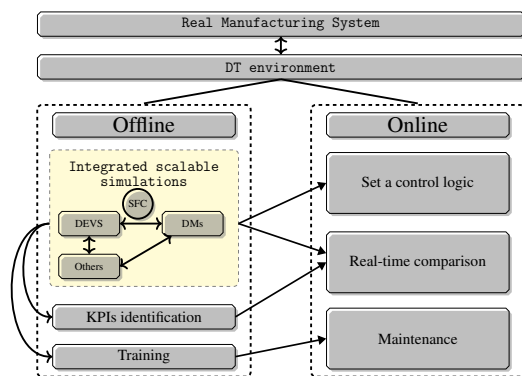 Real Manufacturing System
DT environment
Offline
Integrated scalable
simulations
SFC
DEVS
DMs
Others
KPIs identification
Training
Online
Set a control logic
Real-time comparison
Maintenance